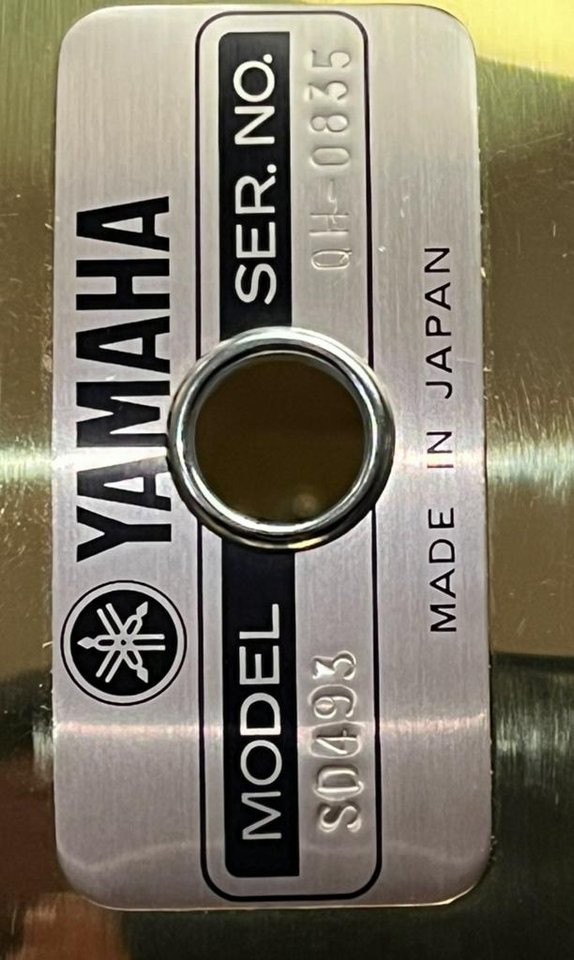 YAMAHA
MODEL SER. NO.
SD493 QH-0835
MADE IN JAPAN